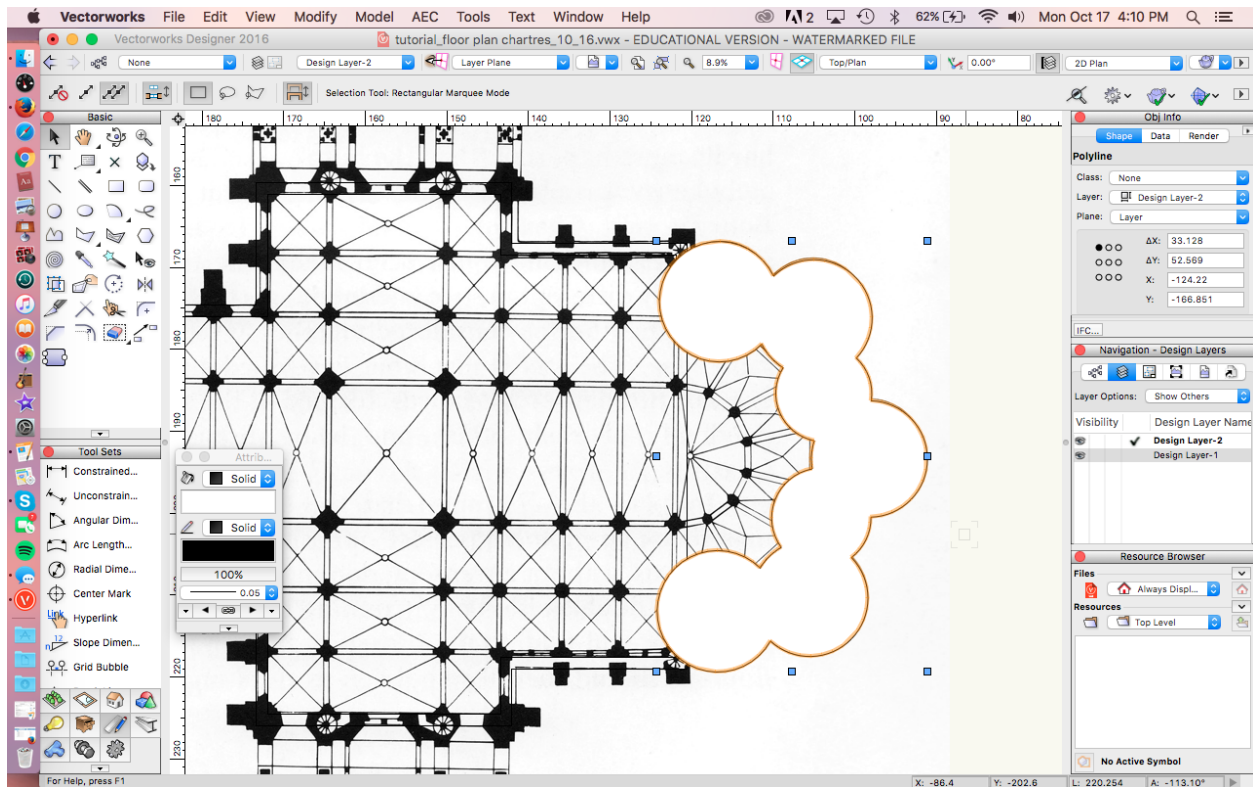 Vectorworks File Edit View Modify Model AEC Tools Text Window Help 2 62% Mon Oct 17 4:10 PM
Vectorworks Designer 2016 tutorial_floor plan chartres_10_16.vwx - EDUCATIONAL VERSION - WATERMARKED FILE
None Design Layer-2 Layer Plane 8.9% Top/Plan 0.00° 2D Plan
Selection Tool: Rectangular Marquee Mode
Basic
180 170 160 150 140 130 120 110 100 90 80
160
170
180
190
220
230
Tool Sets
Constrained...
Unconstrain...
Angular Dim...
Arc Length...
Radial Dime...
Center Mark
Hyperlink
Slope Dimen...
Grid Bubble
Attrib...
Solid
Solid
100%
0.05
Obj Info
Shape Data Render
Polyline
Class: None
Layer: Design Layer-2
Plane: Layer
ΔX: 33.128
ΔY: 52.569
X: -124.22
Y: -166.851
IFC...
Navigation - Design Layers
Layer Options: Show Others
Visibility Design Layer Name
Design Layer-2
Design Layer-1
Resource Browser
Files
Always Displ...
Resources
Top Level
No Active Symbol
For Help, press F1 X: -86.4 Y: -202.6 L: 220.254 A: -113.10°